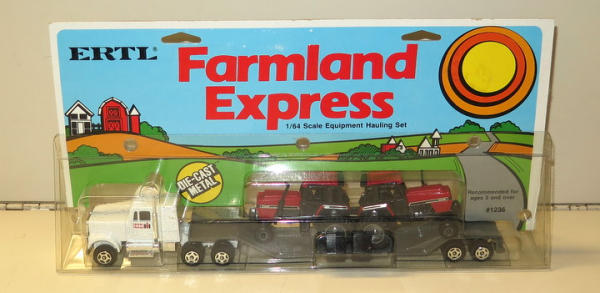 ERTL
Farmland
Express
1/64 Scale Equipment Hauling Set
DIE-CAST
METAL
Recommended for
ages 3 and over
#1236